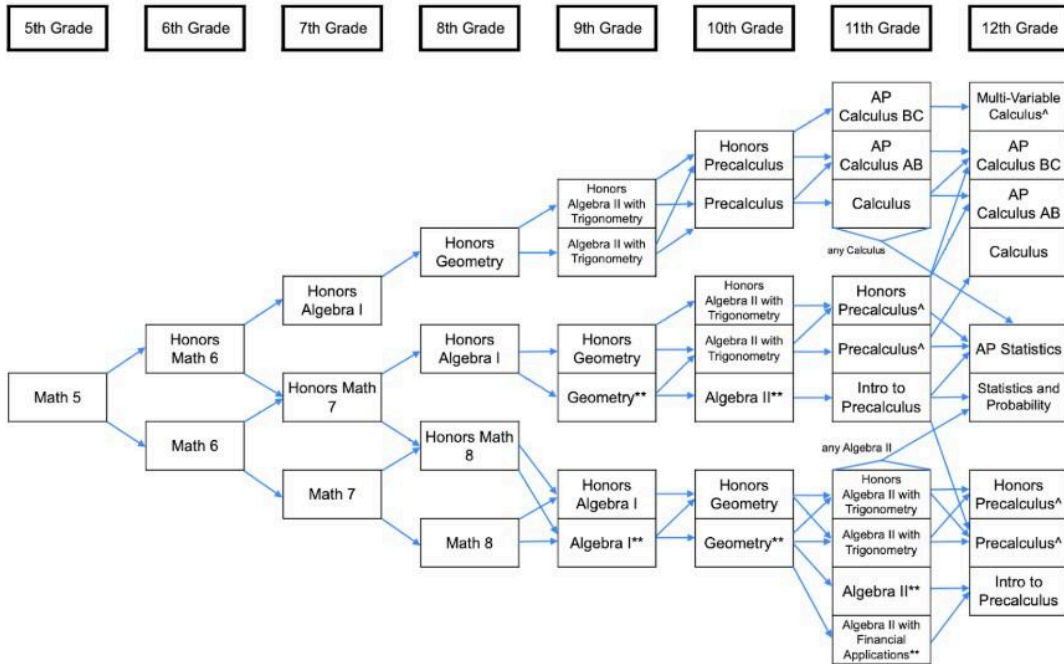 5th Grade
6th Grade
7th Grade
8th Grade
9th Grade
10th Grade
11th Grade
12th Grade
Math 5
Honors
Math 6
Math 6
Honors
Algebra I
Honors Math
7
Math 7
Honors
Geometry
Honors
Algebra I
Honors Math
8
Math 8
Honors
Algebra II with
Trigonometry
Algebra II with
Trigonometry
Honors
Geometry
Geometry**
Honors
Algebra I
Algebra I**
Honors
Precalculus
Precalculus
Honors
Algebra II with
Trigonometry
Algebra II with
Trigonometry
Algebra II**
Honors
Geometry
Geometry**
AP
Calculus BC
AP
Calculus AB
Calculus
any Calculus
Honors
Precalculus^
Precalculus^
Intro to
Precalculus
any Algebra II
Honors
Algebra II with
Trigonometry
Algebra II with
Trigonometry
Algebra II**
Algebra II with
Financial
Applications**
Multi-Variable
Calculus^
AP
Calculus BC
AP
Calculus AB
Calculus
AP Statistics
Statistics and
Probability
Honors
Precalculus^
Precalculus^
Intro to
Precalculus